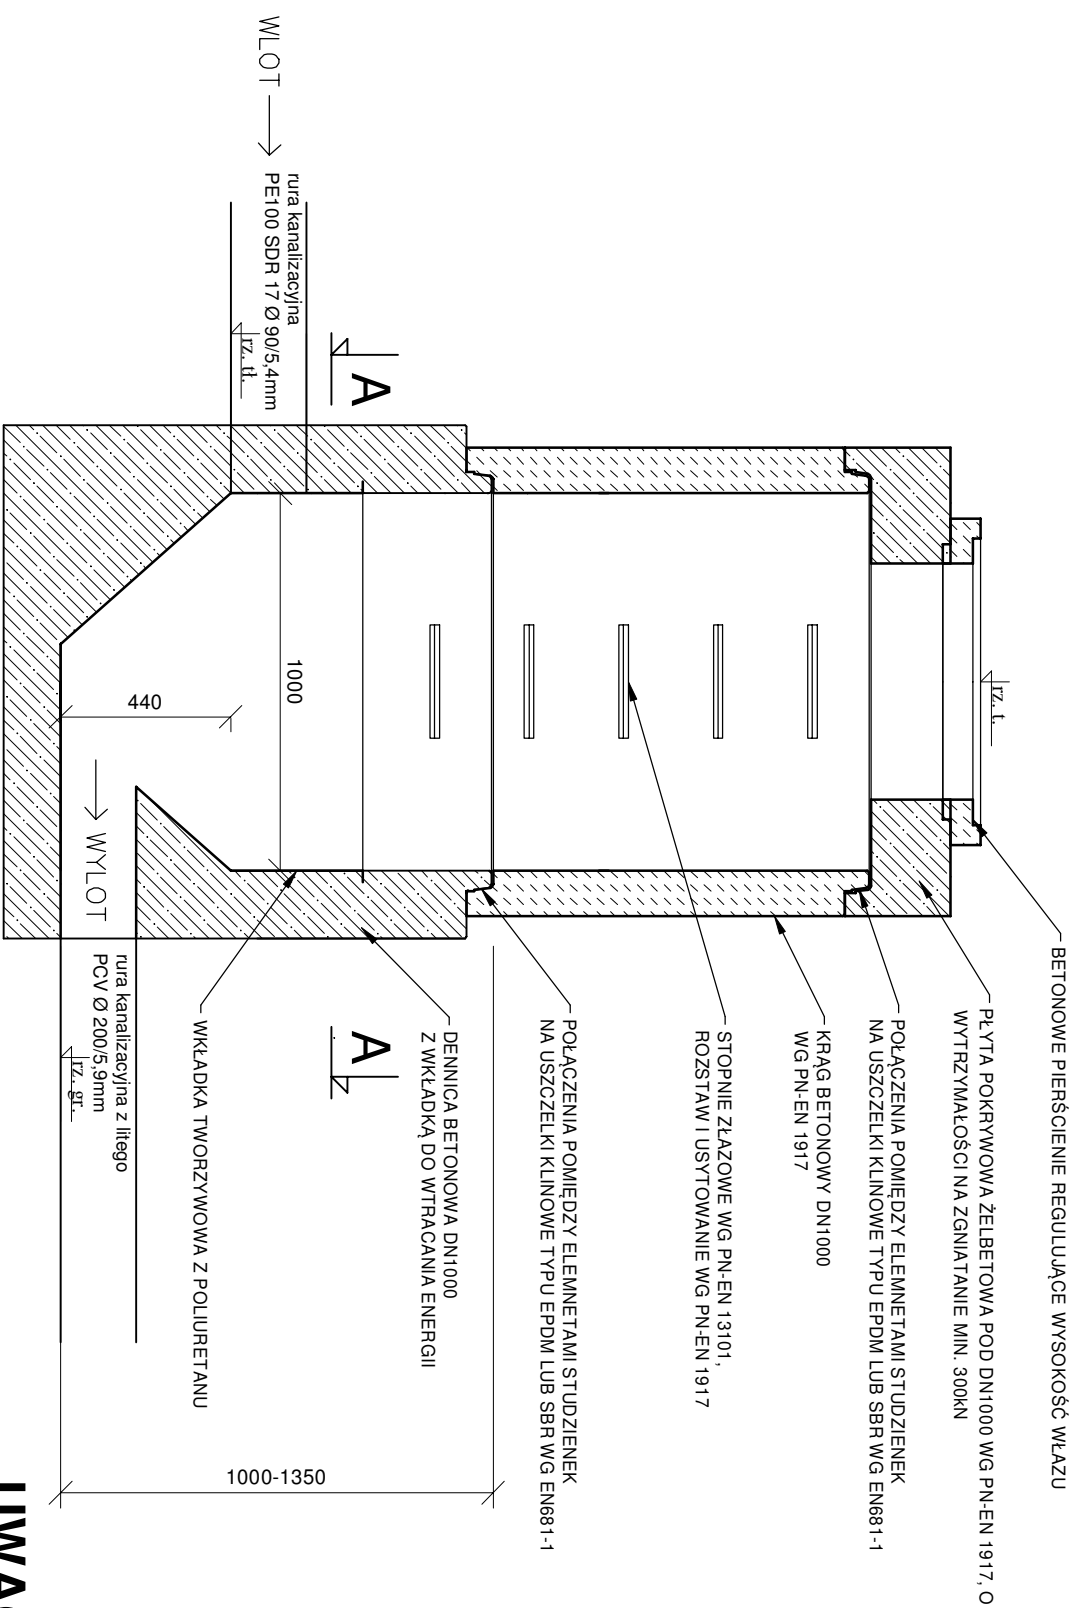 BETONOWE PIERŚCIENIE REGULUJĄCE WYSOKOŚĆ WŁAZU
rz. t.
PŁYTA POKRYWOWA ŻELBETOWA POD DN1000 WG PN-EN 1917, O
WYTRZYMAŁOŚCI NA ZGNIATANIE MIN. 300kN
POŁĄCZENIA POMIĘDZY ELEMNETAMI STUDZIENEK
NA USZCZELKI KLINOWE TYPU EPDM LUB SBR WG EN681-1
KRĄG BETONOWY DN1000
WG PN-EN 1917
STOPNIE ZŁAZOWE WG PN-EN 13101,
ROZSTAW I USYTOWANIE WG PN-EN 1917
POŁĄCZENIA POMIĘDZY ELEMNETAMI STUDZIENEK
NA USZCZELKI KLINOWE TYPU EPDM LUB SBR WG EN681-1
DENNICA BETONOWA DN1000
Z WKŁADKĄ DO WTRACANIA ENERGII
WKŁADKA TWORZYWOWA Z POLIURETANU
A
A
WLOT
rura kanalizacyjna
PE100 SDR 17 Ø 90/5,4mm
rz. tł.
1000
440
WYLOT
rura kanalizacyjna z litego
PCV Ø 200/5,9mm
rz. gr.
1000-1350